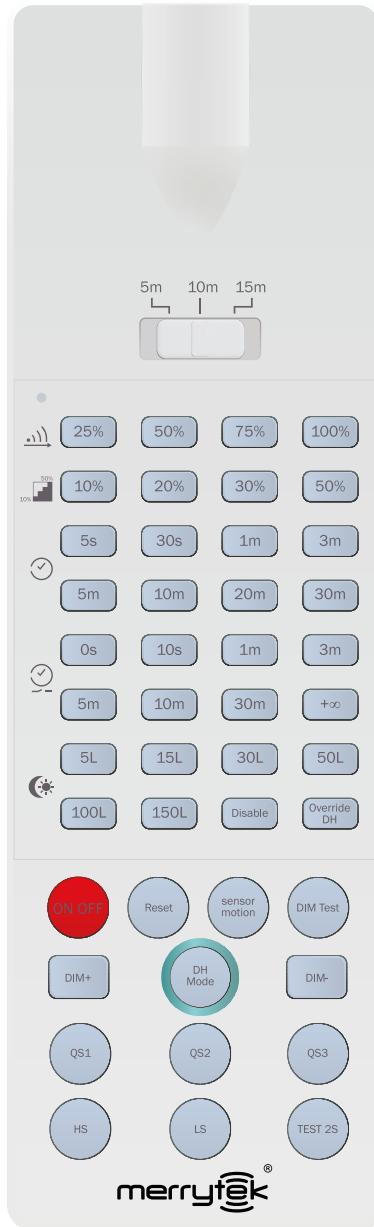 5m 10m 15m
25% 50% 75% 100%
50%
10%
10% 20% 30% 50%
5s 30s 1m 3m
5m 10m 20m 30m
0s 10s 1m 3m
5m 10m 30m +∞
5L 15L 30L 50L
100L 150L Disable Override
DH
ON OFF Reset sensor
motion DIM Test
DIM+ DH
Mode DIM-
QS1 QS2 QS3
HS LS TEST 2S
merrytek®